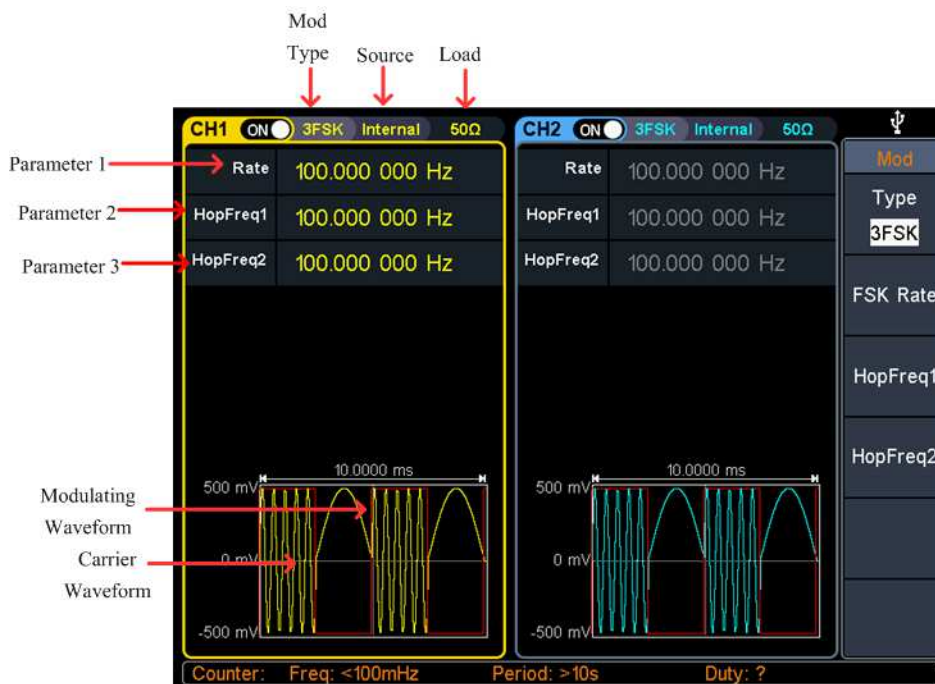 Mod
Type
Source
Load
CH1 ON 3FSK Internal 50Ω
CH2 ON 3FSK Internal 50Ω
Mod
Parameter 1
Rate 100.000 000 Hz
Rate 100.000 000 Hz
Type
3FSK
Parameter 2
HopFreq1 100.000 000 Hz
HopFreq1 100.000 000 Hz
Parameter 3
HopFreq2 100.000 000 Hz
HopFreq2 100.000 000 Hz
FSK Rate
HopFreq1
HopFreq2
10.0000 ms
10.0000 ms
500 mV
500 mV
Modulating
Waveform
Carrier
Waveform
0 mV
0 mV
-500 mV
-500 mV
Counter: Freq: <100mHz Period: >10s Duty: ?